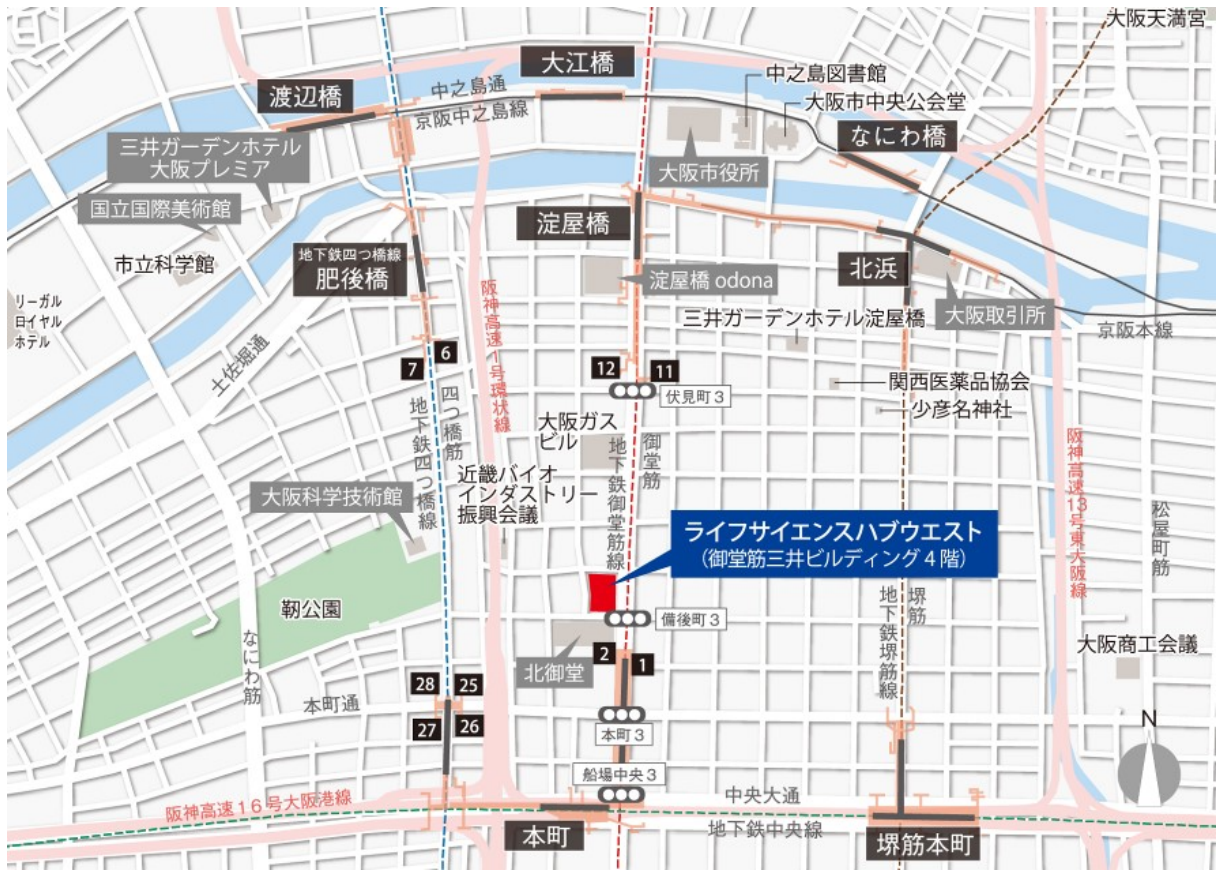 大阪天満宮
大江橋
中之島図書館
渡辺橋
中之島通
京阪中之島線
大阪市中央公会堂
なにわ橋
三井ガーデンホテル
大阪プレミア
大阪市役所
国立国際美術館
淀屋橋
地下鉄四つ橋線
肥後橋
市立科学館
北浜
淀屋橋 odona
リーガル
ロイヤル
ホテル
阪神高速1号環状線
三井ガーデンホテル淀屋橋
大阪取引所
京阪本線
土佐堀通
7
6
12
11
伏見町3
関西医薬品協会
少彦名神社
四つ橋筋
地下鉄四つ橋線
大阪ガス
ビル
御堂筋
地下鉄御堂筋線
阪神高速13号東大阪線
近畿バイオ
インダストリー
振興会議
大阪科学技術館
松屋町筋
ライフサイエンスハブウエスト
(御堂筋三井ビルディング4階)
靭公園
備後町3
堺筋
地下鉄堺筋線
なにわ筋
北御堂
2
1
大阪商工会議
本町通
28
25
27
26
本町3
N
船場中央3
阪神高速16号大阪港線
中央大通
地下鉄中央線
本町
堺筋本町